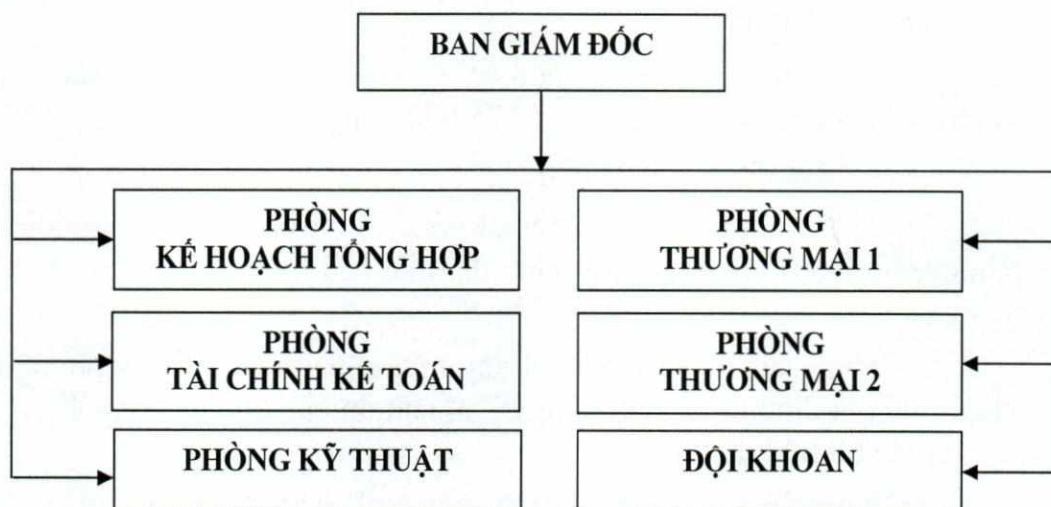 BAN GIÁM ĐỐC
PHÒNG
KẾ HOẠCH TỔNG HỢP
PHÒNG
THƯƠNG MẠI 1
PHÒNG
TÀI CHÍNH KẾ TOÁN
PHÒNG
THƯƠNG MẠI 2
PHÒNG KỸ THUẬT
ĐỘI KHOAN